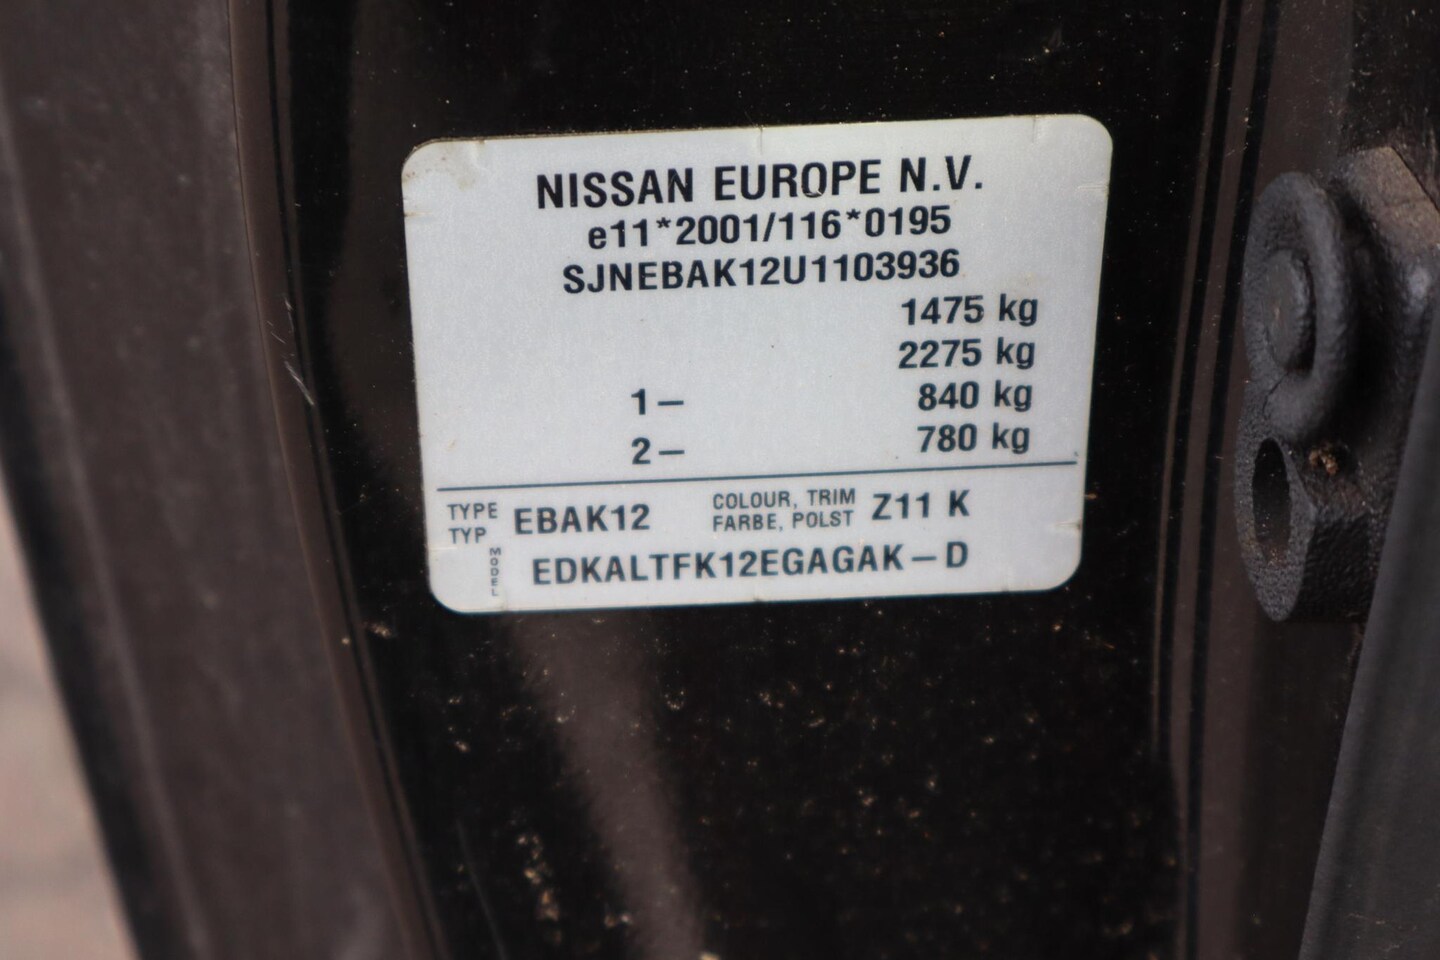 NISSAN EUROPE N.V.
e11*2001/116*0195
SJNEBAK12U1103936
1475 kg
2275 kg
1– 840 kg
2– 780 kg
TYPE EBAK12 COLOUR, TRIM Z11 K
TYP FARBE, POLST
MODEL EDKALTFK12EGAGAK–D